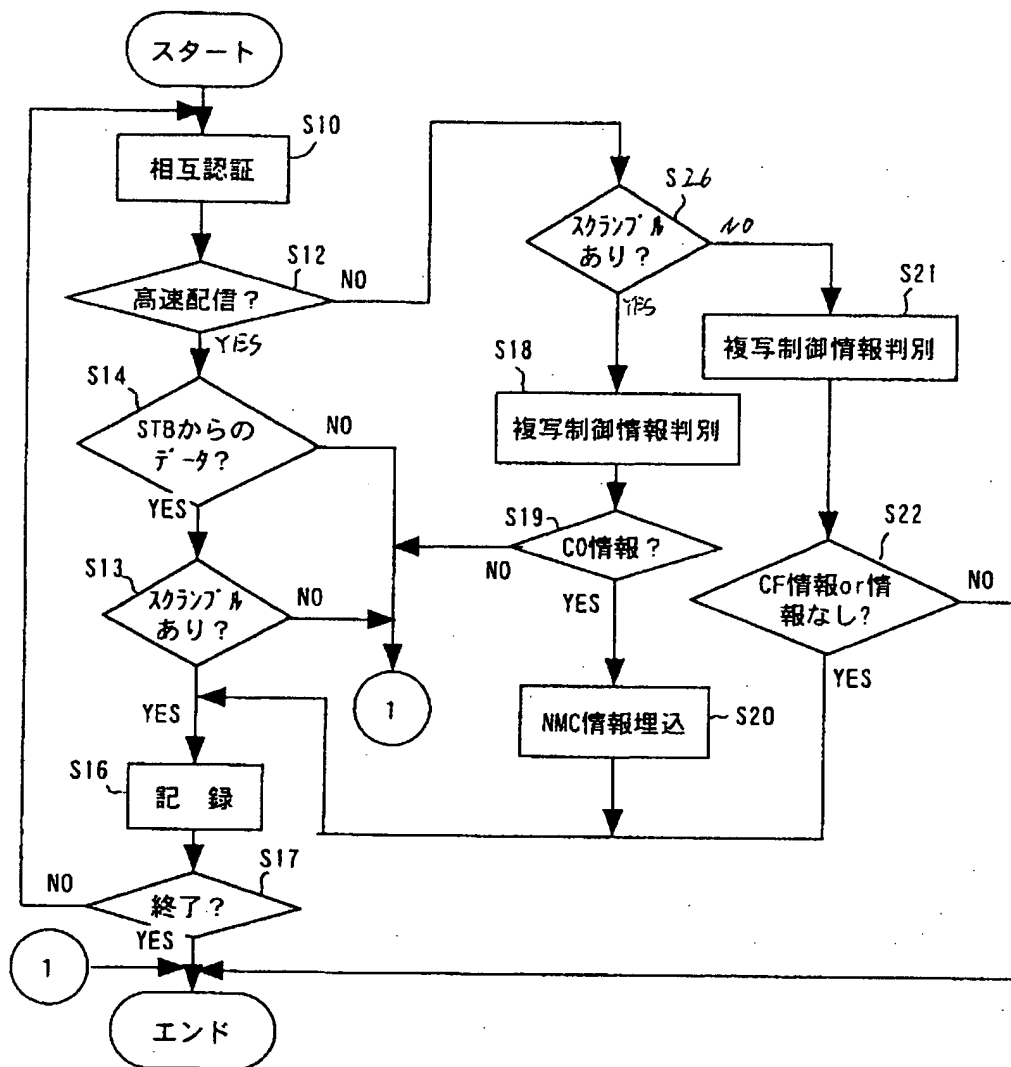 スタート
S10
相互認証
S12
高速配信?
NO
YES
S14
STBからの
データ?
NO
YES
S13
スクランブル
あり?
NO
YES
1
S16
記 録
S17
終了?
NO
YES
1
エンド
S26
スクランブル
あり?
NO
YES
S18
複写制御情報判別
S19
CO情報?
NO
YES
NMC情報埋込
S20
S21
複写制御情報判別
S22
CF情報or情
報なし?
NO
YES